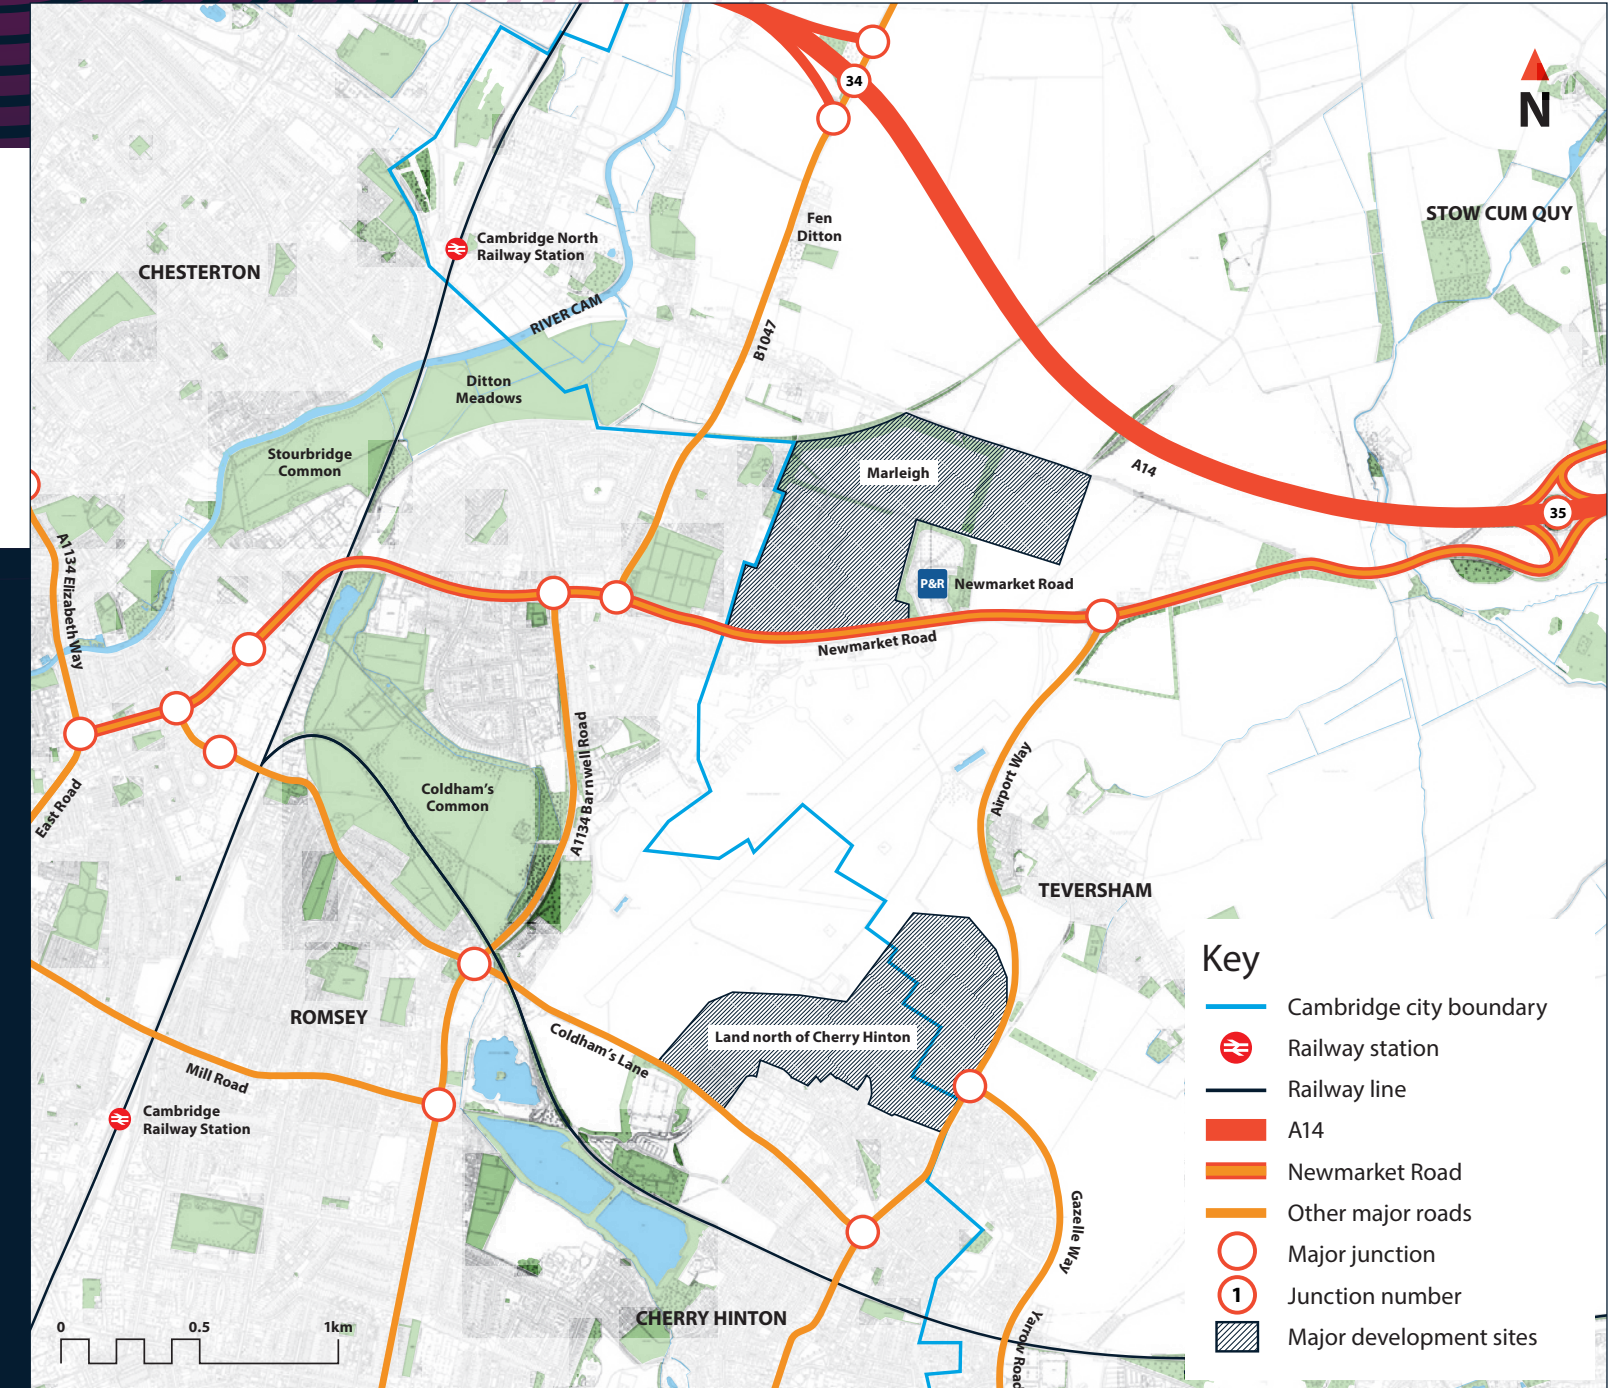 34
N
STOW CUM QUY
Fen
Ditton
Cambridge North
Railway Station
CHESTERTON
RIVER CAM
B1047
Ditton
Meadows
Stourbridge
Common
Marleigh
A14
35
A1134 Elizabeth Way
P&R
Newmarket Road
Newmarket Road
A1134 Barnwell Road
Airport Way
Coldham's
Common
East Road
TEVERSHAM
ROMSEY
Land north of Cherry Hinton
Coldham's Lane
Mill Road
Cambridge
Railway Station
Gazelle Way
CHERRY HINTON
Yarrow Road
0
0.5
1km
Key
Cambridge city boundary
Railway station
Railway line
A14
Newmarket Road
Other major roads
Major junction
1
Junction number
Major development sites